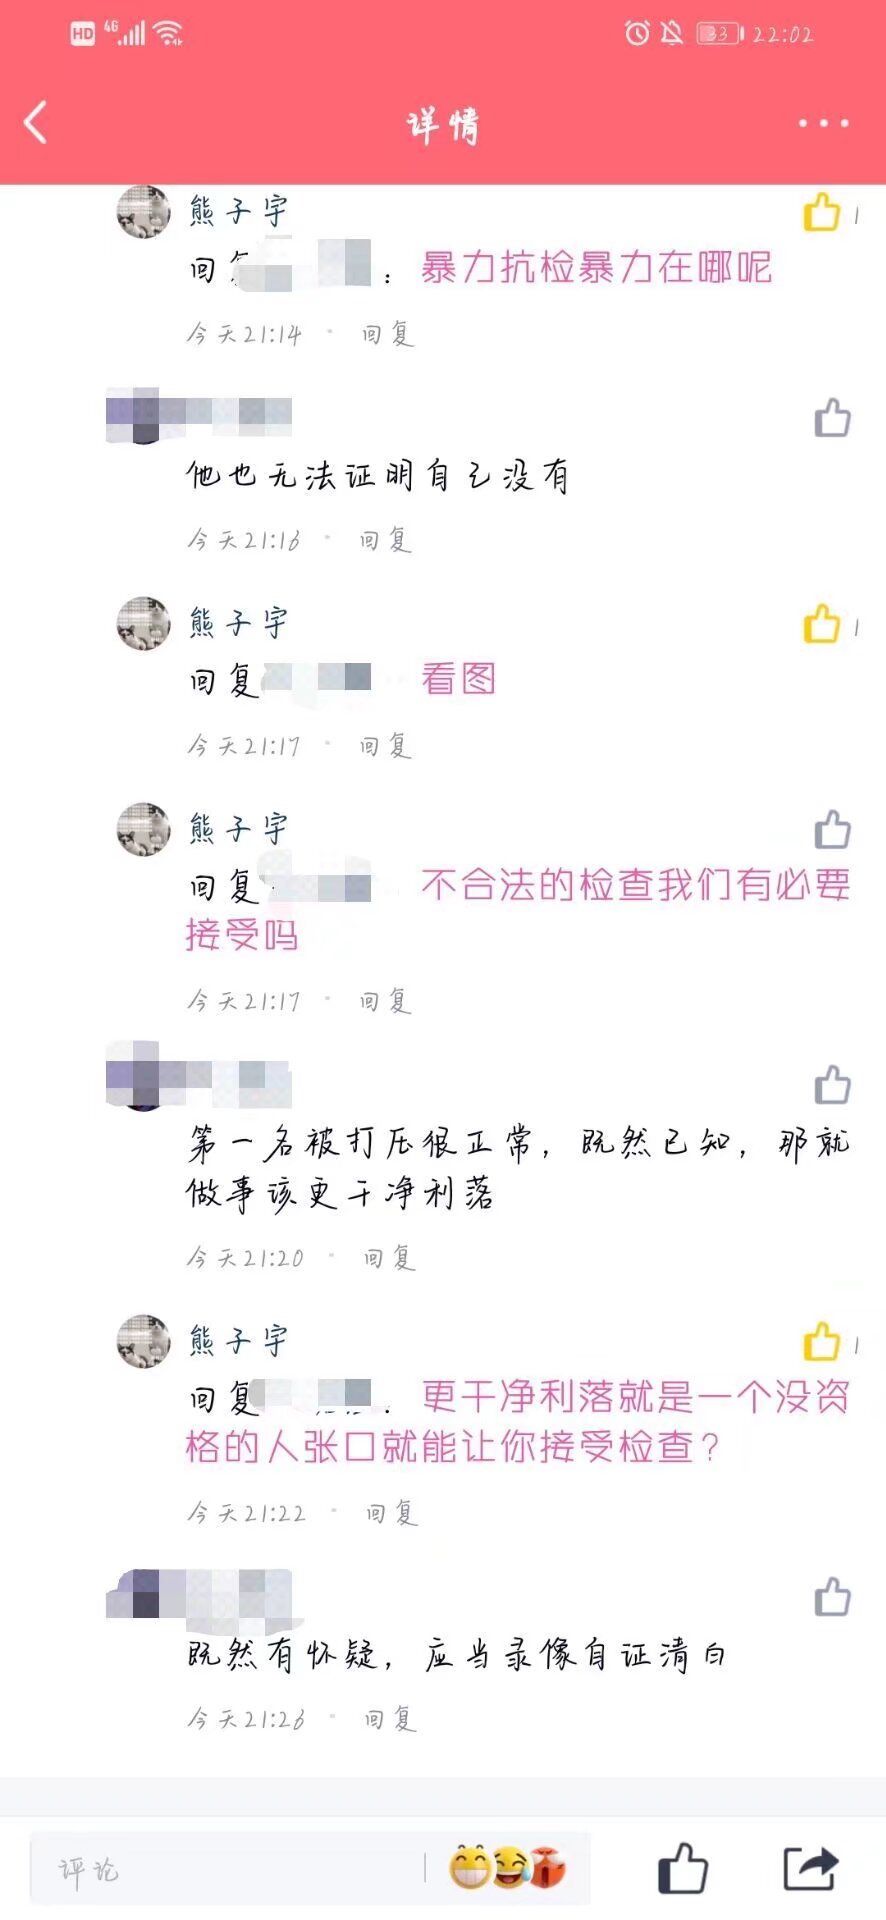 HD 4G 33 22:02
详情
熊子宇 1
回复 : 暴力抗检暴力在哪呢
今天21:14 · 回复
他也无法证明自己没有
今天21:16 · 回复
熊子宇 1
回复 看图
今天21:17 · 回复
熊子宇
回复 不合法的检查我们有必要
接受吗
今天21:17 · 回复
第一名被打压很正常，既然已知，那就
做事该更干净利落
今天21:20 · 回复
熊子宇 1
回复 : 更干净利落就是一个没资
格的人张口就能让你接受检查？
今天21:22 · 回复
既然有怀疑，应当录像自证清白
今天21:26 · 回复
评论